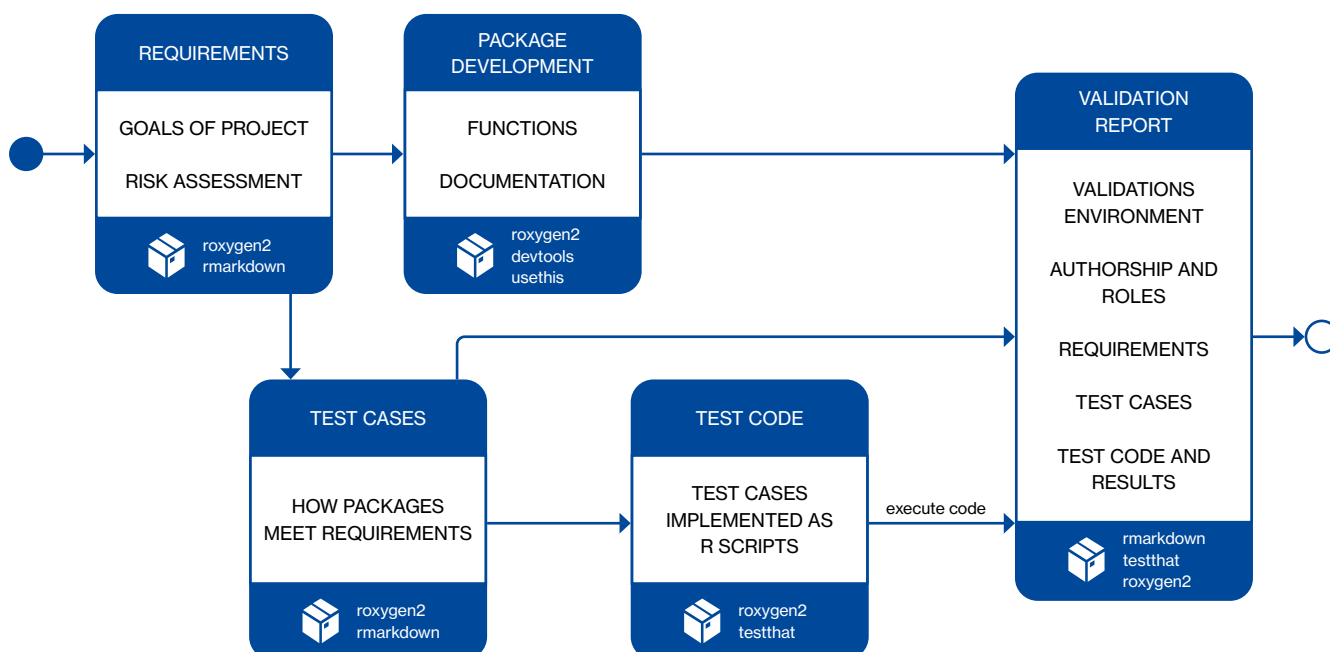 REQUIREMENTS
GOALS OF PROJECT
RISK ASSESSMENT
roxygen2
rmarkdown
PACKAGE
DEVELOPMENT
FUNCTIONS
DOCUMENTATION
roxygen2
devtools
usethis
VALIDATION
REPORT
VALIDATIONS
ENVIRONMENT
AUTHORSHIP AND
ROLES
REQUIREMENTS
TEST CASES
TEST CODE AND
RESULTS
rmarkdown
testthat
roxygen2
TEST CASES
HOW PACKAGES
MEET REQUIREMENTS
roxygen2
rmarkdown
TEST CODE
TEST CASES
IMPLEMENTED AS
R SCRIPTS
roxygen2
testthat
execute code